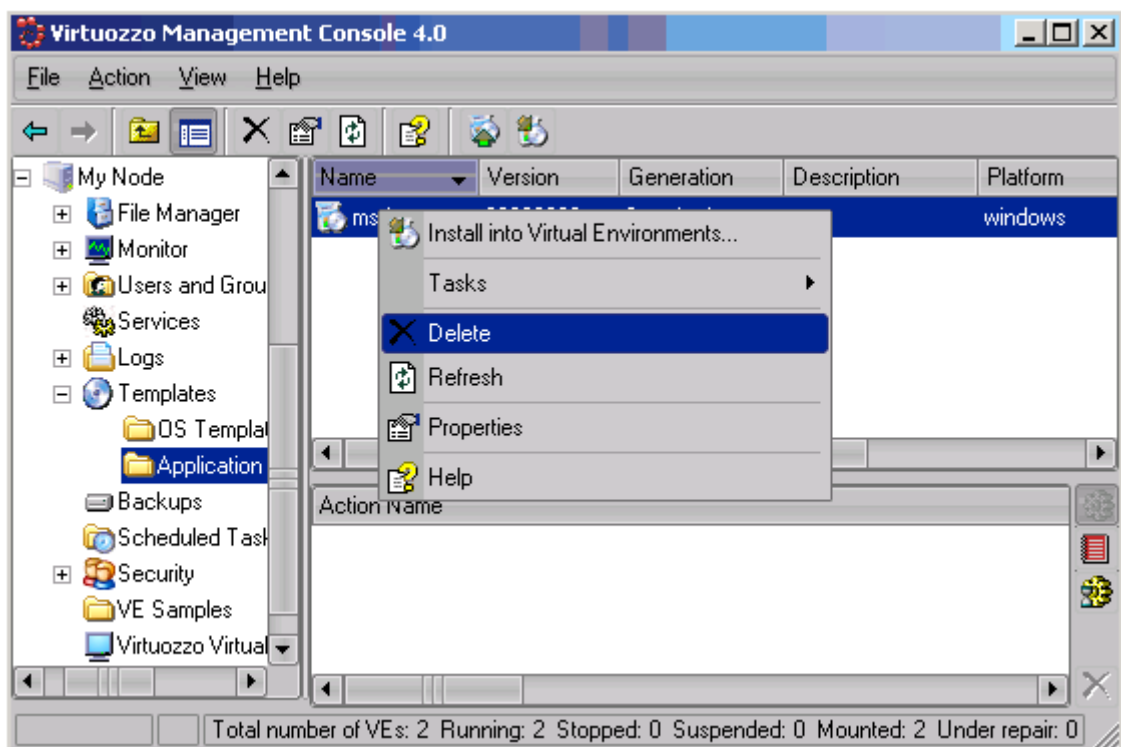 Virtuozzo Management Console 4.0
File Action View Help
My Node
File Manager
Monitor
Users and Grou
Services
Logs
Templates
OS Templat
Application
Backups
Scheduled Task
Security
VE Samples
Virtuozzo Virtual
Name Version Generation Description Platform
windows
Install into Virtual Environments...
Tasks
Delete
Refresh
Properties
Help
Action Name
Total number of VEs: 2 Running: 2 Stopped: 0 Suspended: 0 Mounted: 2 Under repair: 0